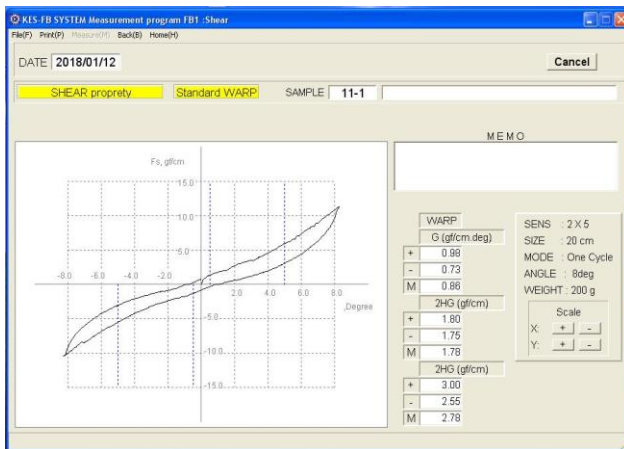 KES-FB SYSTEM Measurement program FB1 :Shear
File(F) Print(P) Measure(M) Back(B) Home(H)
DATE 2018/01/12 Cancel
SHEAR proprety Standard WARP SAMPLE 11-1
MEMO
Fs, gf/cm
15.0
10.0
5.0
-8.0 -6.0 -4.0 -2.0
2.0 4.0 6.0 8.0
,Degree
-5.0
-10.0
-15.0
WARP
G (gf/cm.deg)
+ 0.98
- 0.73
M 0.86
2HG (gf/cm)
+ 1.80
- 1.75
M 1.78
2HG (gf/cm)
+ 3.00
- 2.55
M 2.78
SENS : 2 X 5
SIZE : 20 cm
MODE : One Cycle
ANGLE : 8deg
WEIGHT : 200 g
Scale
X: + -
Y: + -